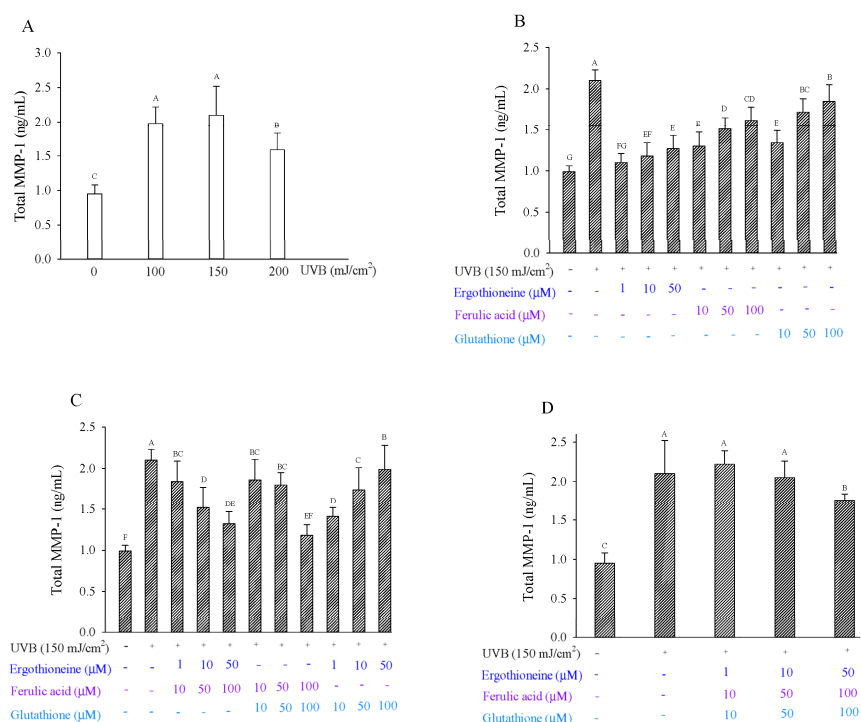 A
Total MMP-1 (ng/mL)
3.0
2.5
2.0
1.5
1.0
0.5
0.0
C
A
A
B
0 100 150 200 UVB (mJ/cm²)
B
Total MMP-1 (ng/mL)
2.5
2.0
1.5
1.0
0.5
0.0
G A FG EF E E D CD E BC B
UVB (150 mJ/cm²) - + + + + + + + + + +
Ergothioneine (μM) - - 1 10 50 - - - - - -
Ferulic acid (μM) - - - - - 10 50 100 - - -
Glutathione (μM) - - - - - - - - 10 50 100
C
Total MMP-1 (ng/mL)
2.5
2.0
1.5
1.0
0.5
0.0
F A BC D DE BC BC EF D C B
UVB (150 mJ/cm²) - + + + + + + + + + +
Ergothioneine (μM) - - 1 10 50 - - - 1 10 50
Ferulic acid (μM) - - 10 50 100 10 50 100 - - -
Glutathione (μM) - - - - - 10 50 100 10 50 100
D
Total MMP-1 (ng/mL)
2.5
2.0
1.5
1.0
0.5
0.0
C A A A B
UVB (150 mJ/cm²) - + + + +
Ergothioneine (μM) - - 1 10 50
Ferulic acid (μM) - - 10 50 100
Glutathione (μM) - - 10 50 100